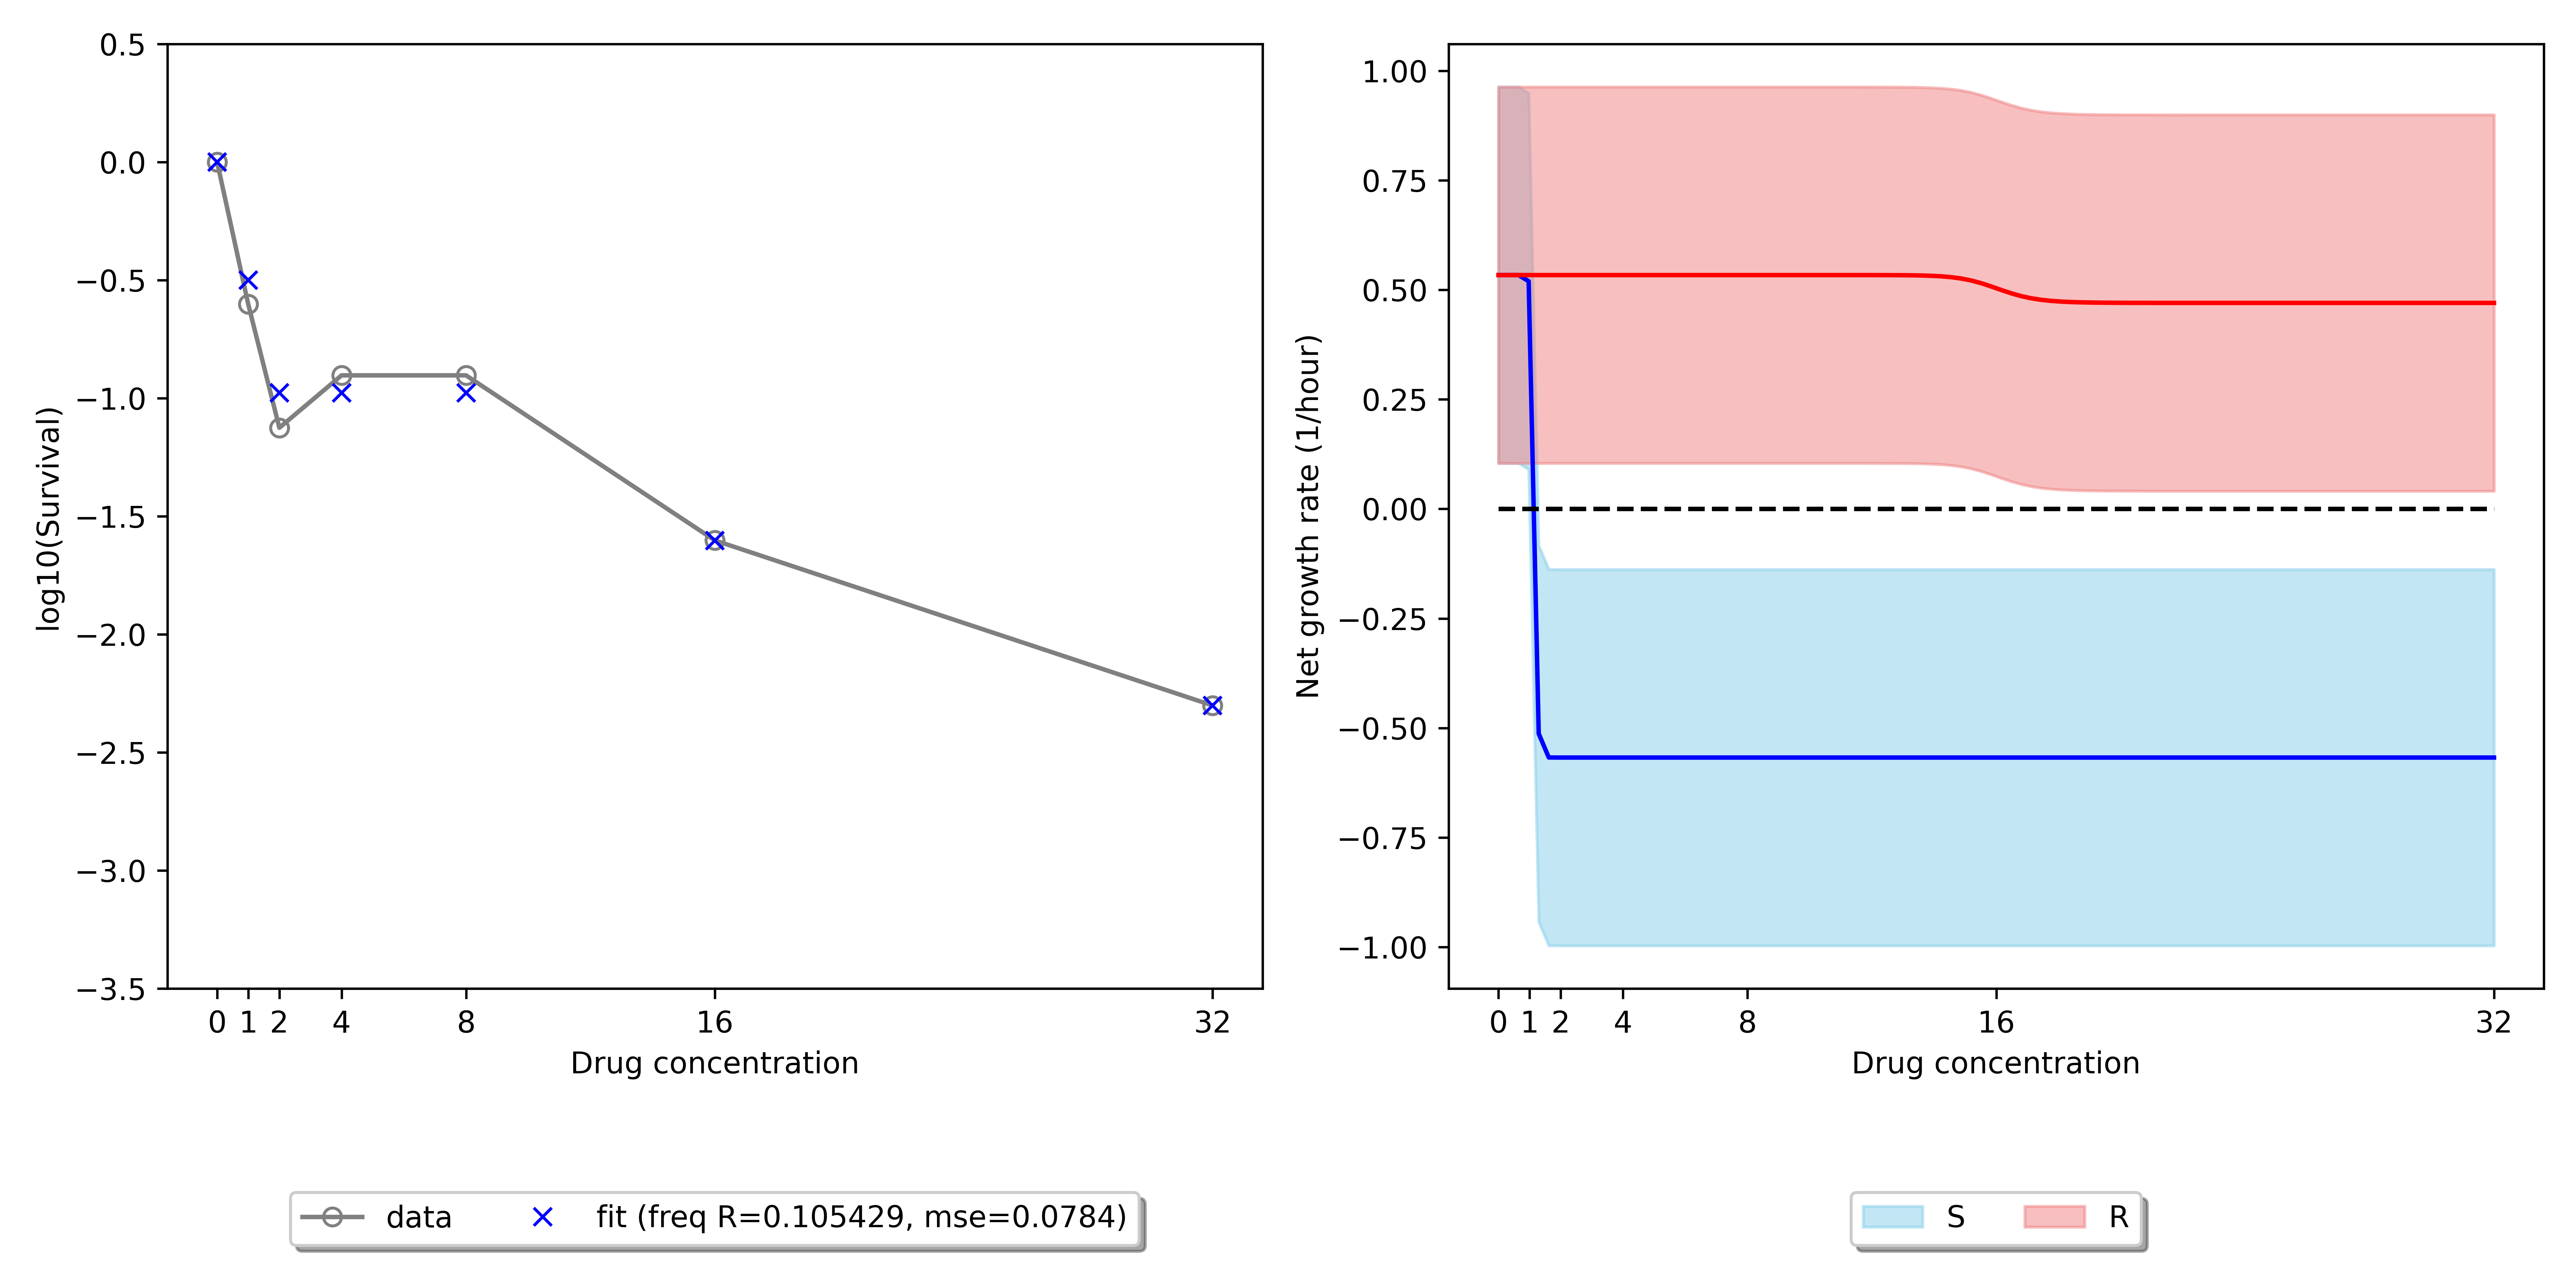 0.5
0.0
−0.5
−1.0
−1.5
−2.0
−2.5
−3.0
−3.5
log10(Survival)
0 1 2 4 8 16 32
Drug concentration
data fit (freq R=0.105429, mse=0.0784)
1.00
0.75
0.50
0.25
0.00
−0.25
−0.50
−0.75
−1.00
Net growth rate (1/hour)
0 1 2 4 8 16 32
Drug concentration
S R